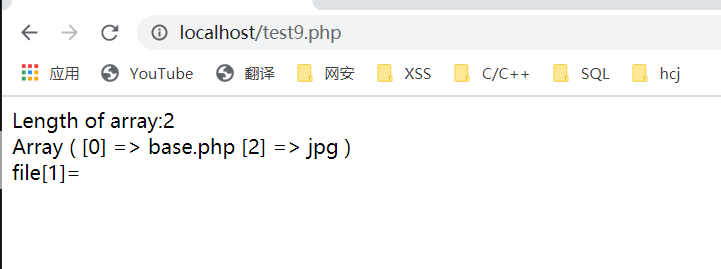 localhost/test9.php
应用 YouTube 翻译 网安 XSS C/C++ SQL hcj
Length of array:2
Array ( [0] => base.php [2] => jpg )
file[1]=